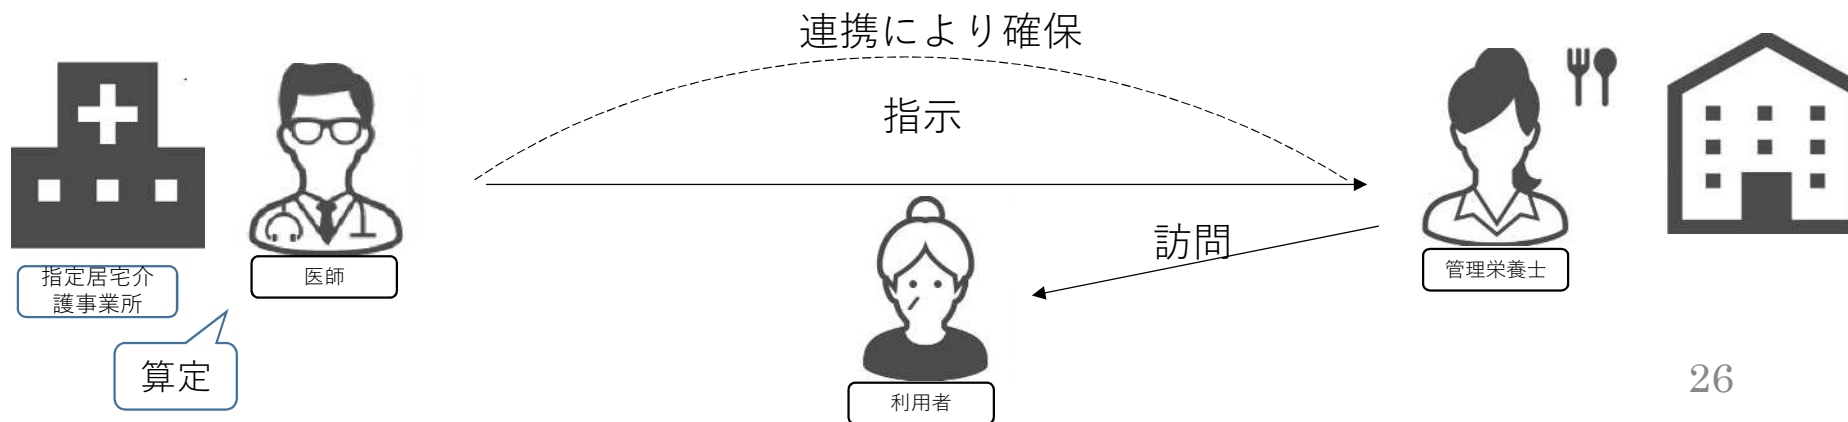 連携により確保
指示
訪問
指定居宅介
護事業所
医師
管理栄養士
算定
利用者
26